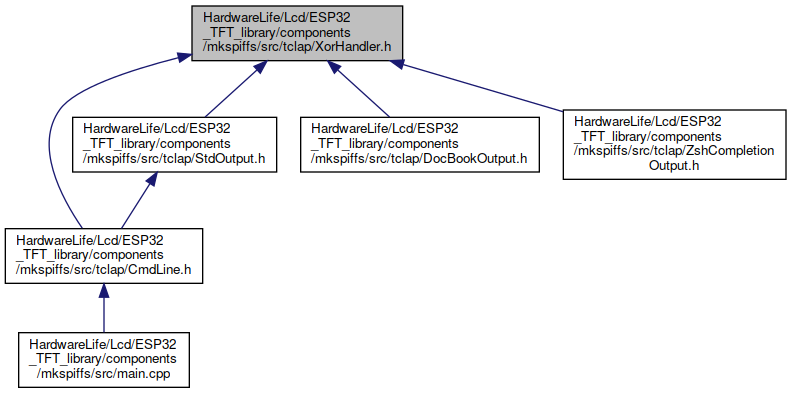 HardwareLife/Lcd/ESP32
_TFT_library/components
/mkspiffs/src/tclap/XorHandler.h
HardwareLife/Lcd/ESP32
_TFT_library/components
/mkspiffs/src/tclap/StdOutput.h
HardwareLife/Lcd/ESP32
_TFT_library/components
/mkspiffs/src/tclap/DocBookOutput.h
HardwareLife/Lcd/ESP32
_TFT_library/components
/mkspiffs/src/tclap/ZshCompletion
Output.h
HardwareLife/Lcd/ESP32
_TFT_library/components
/mkspiffs/src/tclap/CmdLine.h
HardwareLife/Lcd/ESP32
_TFT_library/components
/mkspiffs/src/main.cpp